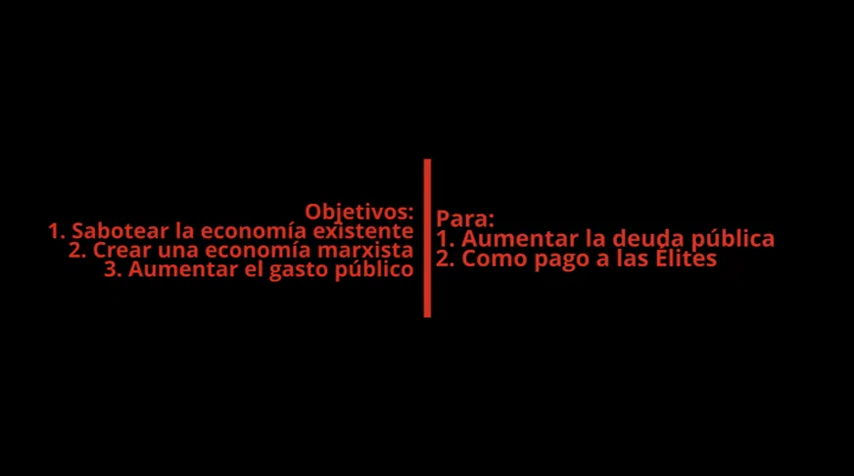 Objetivos:
1. Sabotear la economía existente
2. Crear una economía marxista
3. Aumentar el gasto público
Para:
1. Aumentar la deuda pública
2. Como pago a las Élites